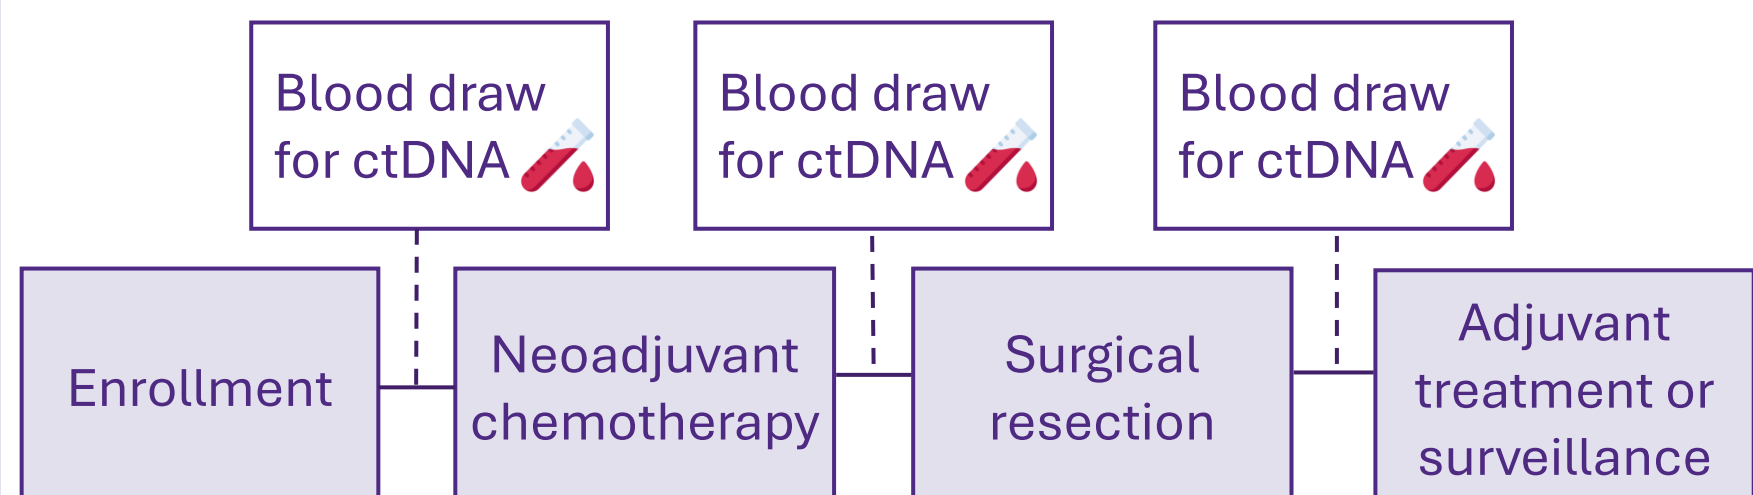 Blood draw
for ctDNA
Blood draw
for ctDNA
Blood draw
for ctDNA
Enrollment
Neoadjuvant
chemotherapy
Surgical
resection
Adjuvant
treatment or
surveillance